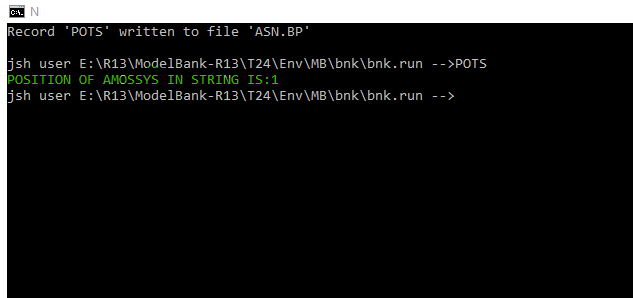 N
Record 'POTS' written to file 'ASN.BP'
jsh user E:\R13\ModelBank-R13\T24\Env\MB\bnk\bnk.run -->POTS
POSITION OF AMOSSYS IN STRING IS:1
jsh user E:\R13\ModelBank-R13\T24\Env\MB\bnk\bnk.run -->